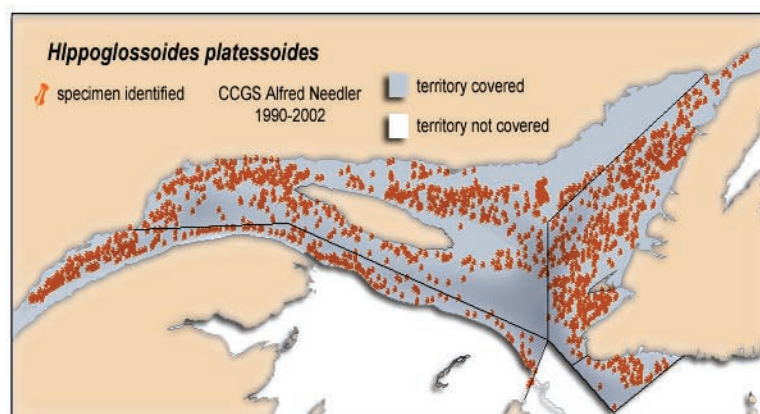 HIppoglossoides platessoides
specimen identified
CCGS Alfred Needler
1990-2002
territory covered
territory not covered